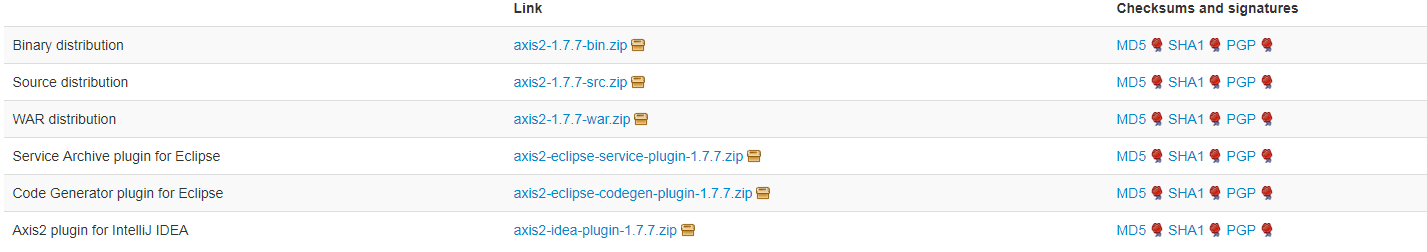 Link Checksums and signatures
Binary distribution axis2-1.7.7-bin.zip MD5 SHA1 PGP
Source distribution axis2-1.7.7-src.zip MD5 SHA1 PGP
WAR distribution axis2-1.7.7-war.zip MD5 SHA1 PGP
Service Archive plugin for Eclipse axis2-eclipse-service-plugin-1.7.7.zip MD5 SHA1 PGP
Code Generator plugin for Eclipse axis2-eclipse-codegen-plugin-1.7.7.zip MD5 SHA1 PGP
Axis2 plugin for IntelliJ IDEA axis2-idea-plugin-1.7.7.zip MD5 SHA1 PGP